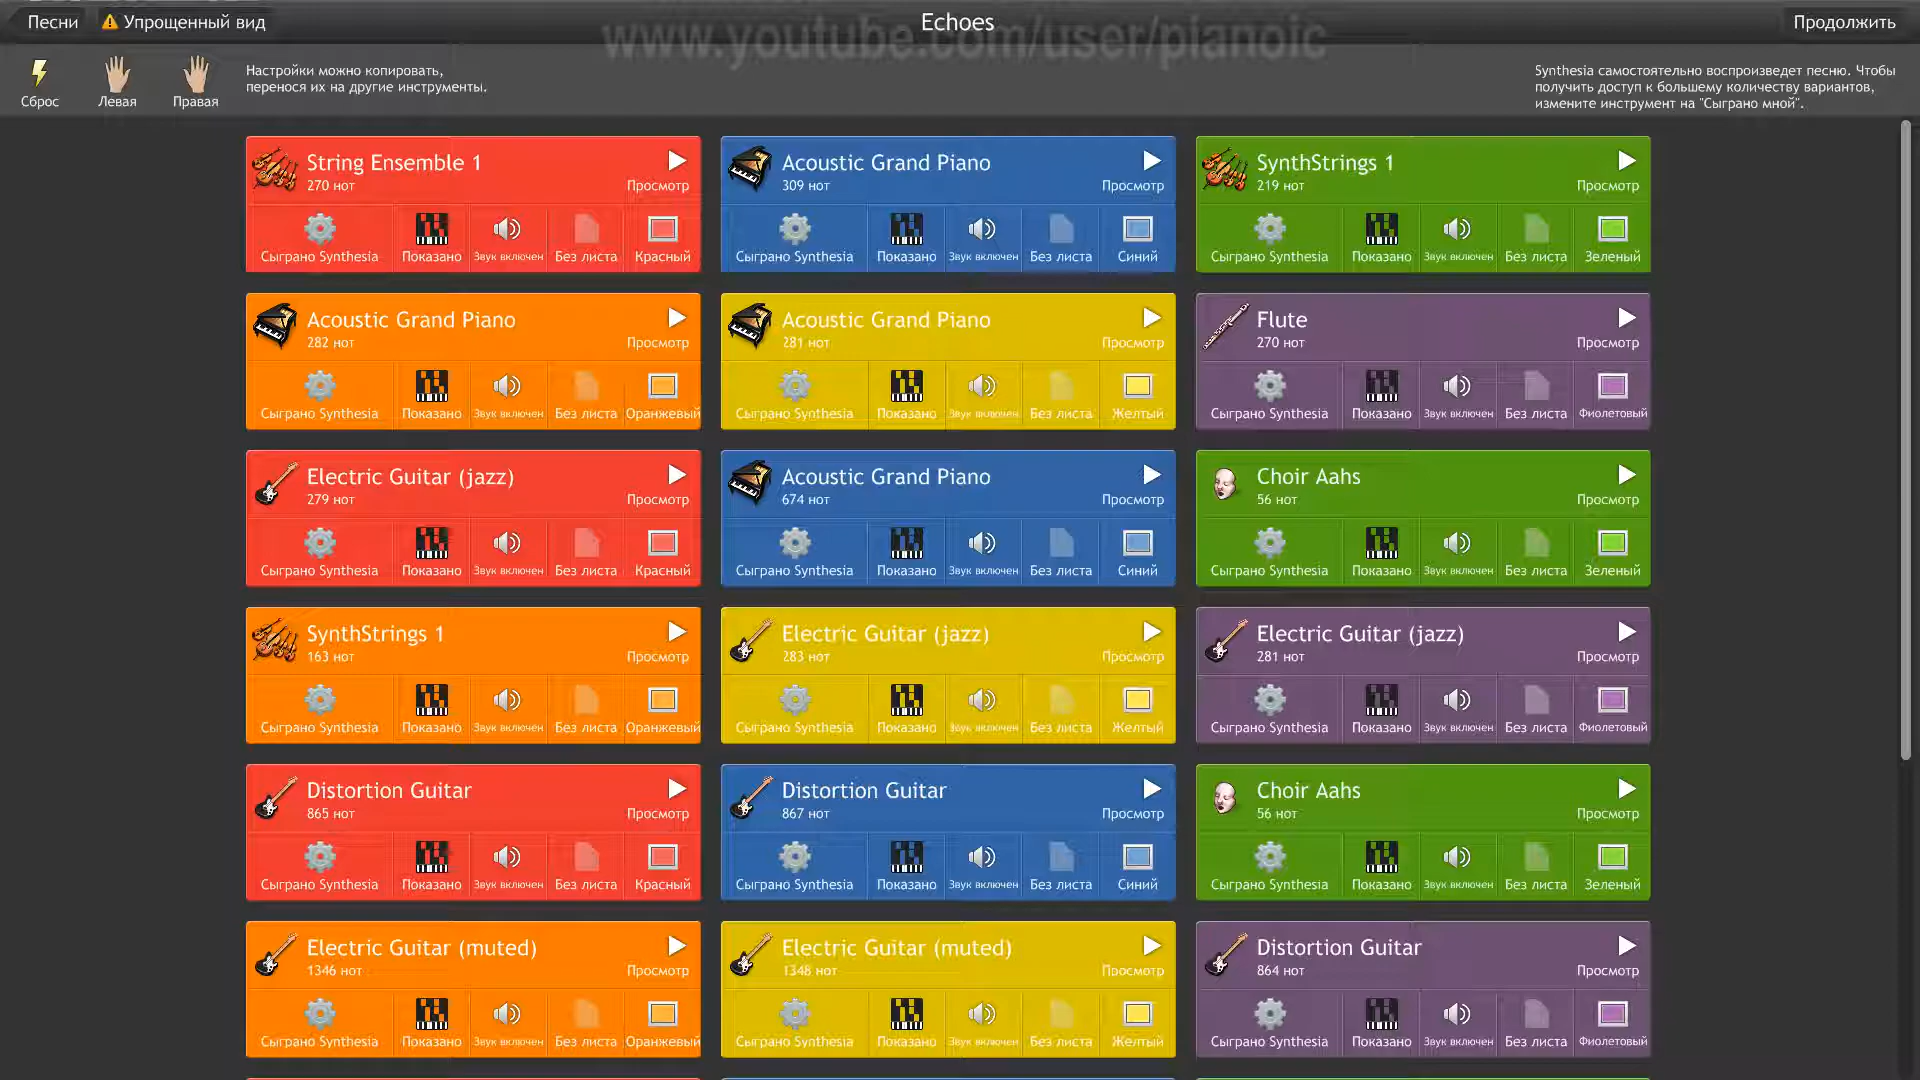 Песни
Упрощенный вид
Echoes
Продолжить
www.youtube.com/user/pianoic
Сброс
Левая
Правая
Настройки можно копировать,
перенося их на другие инструменты.
Synthesia самостоятельно воспроизведет песню. Чтобы
получить доступ к большему количеству вариантов,
измените инструмент на "Сыграно мной".
String Ensemble 1
270 нот
Просмотр
Сыграно Synthesia
Показано
Звук включен
Без листа
Красный
Acoustic Grand Piano
309 нот
Просмотр
Сыграно Synthesia
Показано
Звук включен
Без листа
Синий
SynthStrings 1
219 нот
Просмотр
Сыграно Synthesia
Показано
Звук включен
Без листа
Зеленый
Acoustic Grand Piano
282 нот
Просмотр
Сыграно Synthesia
Показано
Звук включен
Без листа
Оранжевый
Acoustic Grand Piano
281 нот
Просмотр
Сыграно Synthesia
Показано
Звук включен
Без листа
Желтый
Flute
270 нот
Просмотр
Сыграно Synthesia
Показано
Звук включен
Без листа
Фиолетовый
Electric Guitar (jazz)
279 нот
Просмотр
Сыграно Synthesia
Показано
Звук включен
Без листа
Красный
Acoustic Grand Piano
674 нот
Просмотр
Сыграно Synthesia
Показано
Звук включен
Без листа
Синий
Choir Aahs
56 нот
Просмотр
Сыграно Synthesia
Показано
Звук включен
Без листа
Зеленый
SynthStrings 1
163 нот
Просмотр
Сыграно Synthesia
Показано
Звук включен
Без листа
Оранжевый
Electric Guitar (jazz)
283 нот
Просмотр
Сыграно Synthesia
Показано
Звук включен
Без листа
Желтый
Electric Guitar (jazz)
281 нот
Просмотр
Сыграно Synthesia
Показано
Звук включен
Без листа
Фиолетовый
Distortion Guitar
865 нот
Просмотр
Сыграно Synthesia
Показано
Звук включен
Без листа
Красный
Distortion Guitar
867 нот
Просмотр
Сыграно Synthesia
Показано
Звук включен
Без листа
Синий
Choir Aahs
56 нот
Просмотр
Сыграно Synthesia
Показано
Звук включен
Без листа
Зеленый
Electric Guitar (muted)
1346 нот
Просмотр
Сыграно Synthesia
Показано
Звук включен
Без листа
Оранжевый
Electric Guitar (muted)
1348 нот
Просмотр
Сыграно Synthesia
Показано
Звук включен
Без листа
Желтый
Distortion Guitar
864 нот
Просмотр
Сыграно Synthesia
Показано
Звук включен
Без листа
Фиолетовый